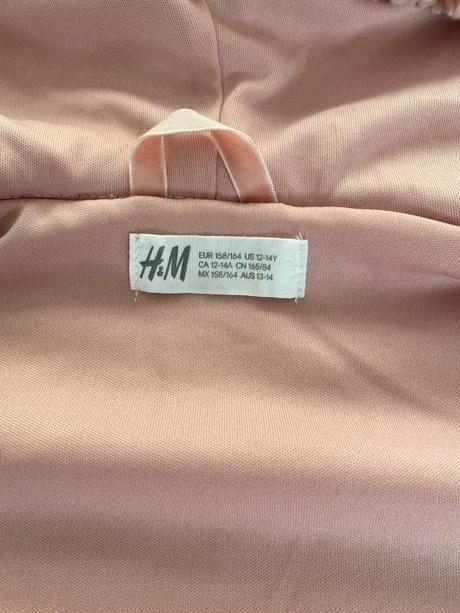 H&M
EUR 158/164 US 12-14Y
CA 12-14A CN 165/84
MX 158/164 AUS 13-14